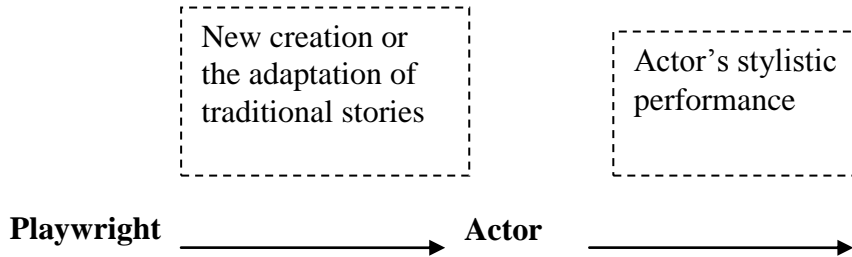 New creation or
the adaptation of
traditional stories
Actor’s stylistic
performance
Playwright
Actor